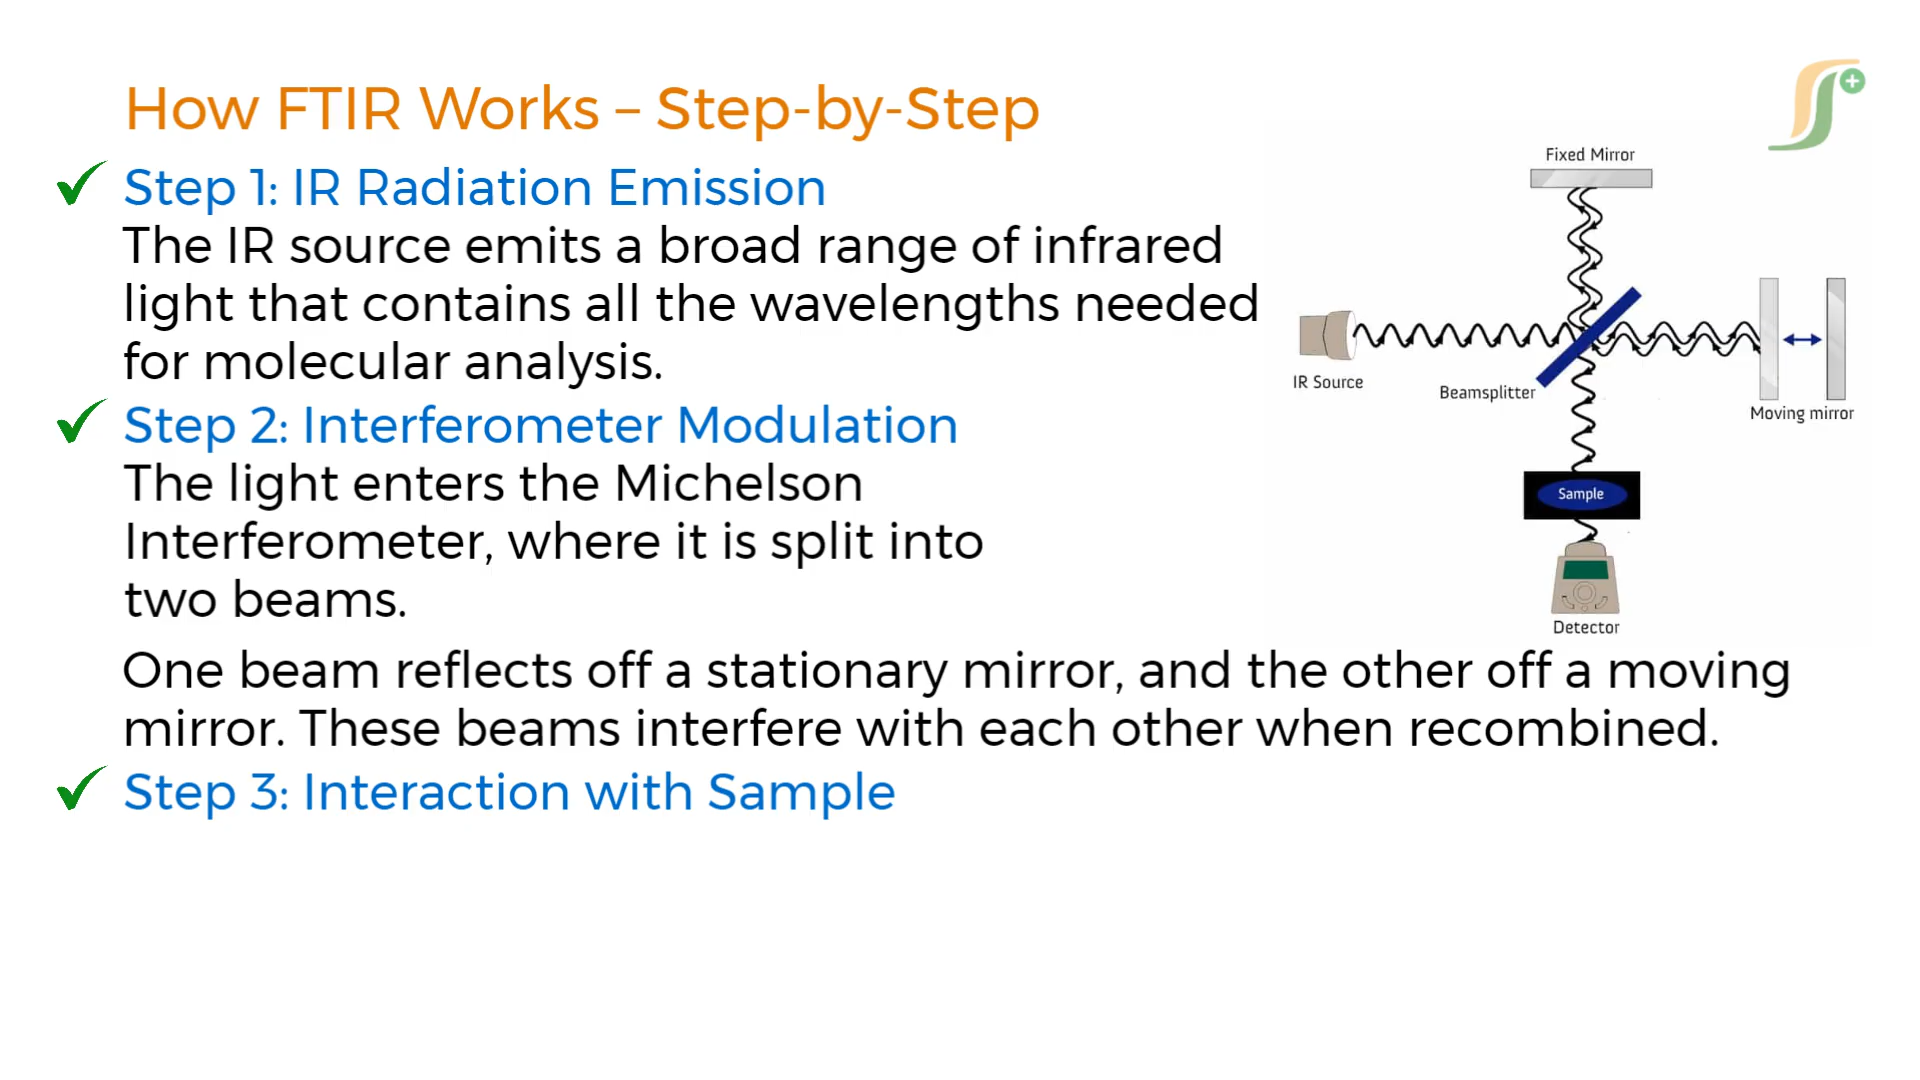 How FTIR Works – Step-by-Step
Step 1: IR Radiation Emission
The IR source emits a broad range of infrared
light that contains all the wavelengths needed
for molecular analysis.
Step 2: Interferometer Modulation
The light enters the Michelson
Interferometer, where it is split into
two beams.
One beam reflects off a stationary mirror, and the other off a moving
mirror. These beams interfere with each other when recombined.
Step 3: Interaction with Sample
Fixed Mirror
IR Source
Beamsplitter
Moving mirror
Sample
Detector